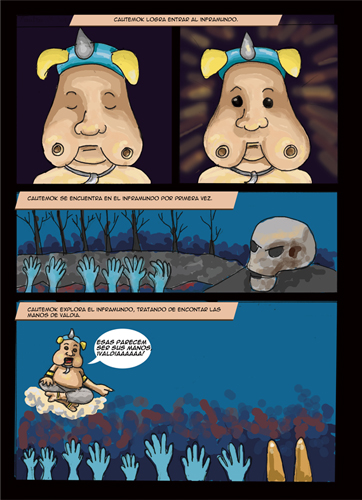 CAUTEMOK LOGRA ENTRAR AL INFRAMUNDO.
CAUTEMOK SE ENCUENTRA EN EL INFRAMUNDO POR PRIMERA VEZ.
CAUTEMOK EXPLORA EL INFRAMUNDO, TRATANDO DE ENCONTAR LAS
MANOS DE VALDIA.
ESAS PARECEM
SER SUS MANOS
¡VALDIAAAAAA!